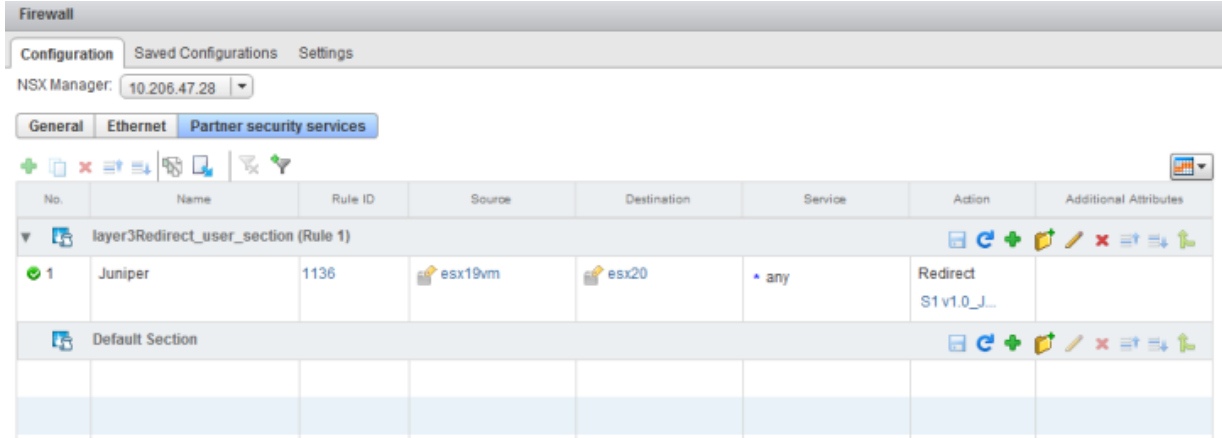 Firewall
Configuration Saved Configurations Settings
NSX Manager: 10.206.47.28
General Ethernet Partner security services
No. Name Rule ID Source Destination Service Action Additional Attributes
layer3Redirect_user_section (Rule 1)
1 Juniper 1136 esx19vm esx20 any Redirect
S1 v1.0_J...
Default Section